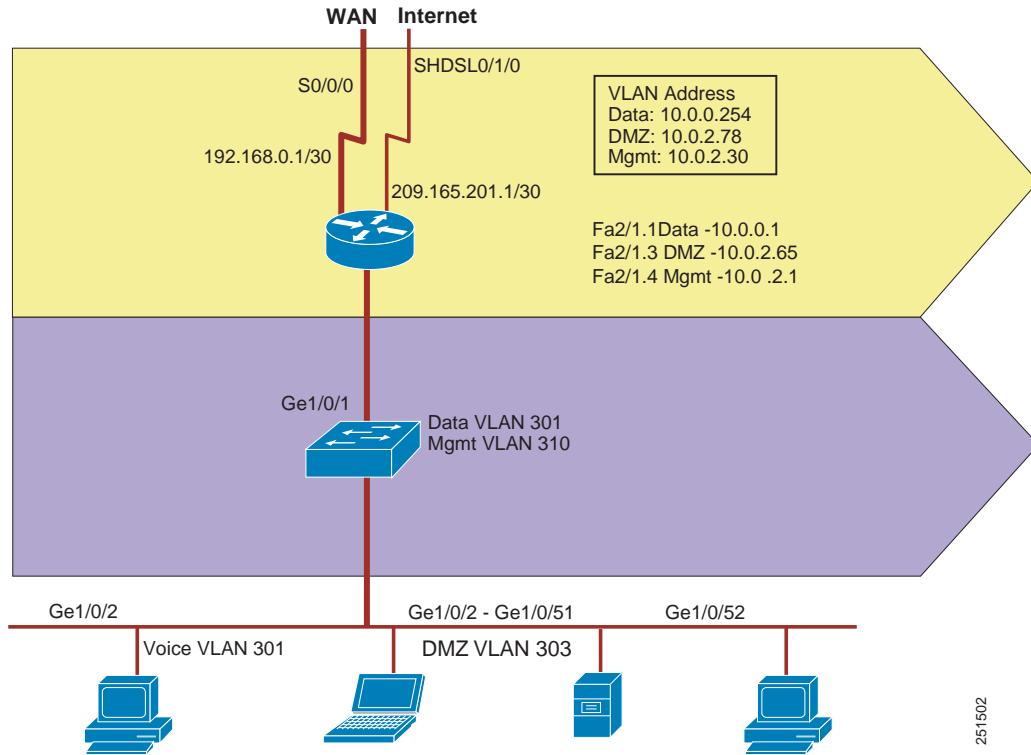 WAN Internet
SHDSL0/1/0
S0/0/0
VLAN Address
Data: 10.0.0.254
DMZ: 10.0.2.78
Mgmt: 10.0.2.30
192.168.0.1/30
209.165.201.1/30
Fa2/1.1Data -10.0.0.1
Fa2/1.3 DMZ -10.0.2.65
Fa2/1.4 Mgmt -10.0 .2.1
Ge1/0/1
Data VLAN 301
Mgmt VLAN 310
Ge1/0/2
Ge1/0/2 - Ge1/0/51
Ge1/0/52
Voice VLAN 301
DMZ VLAN 303
251502